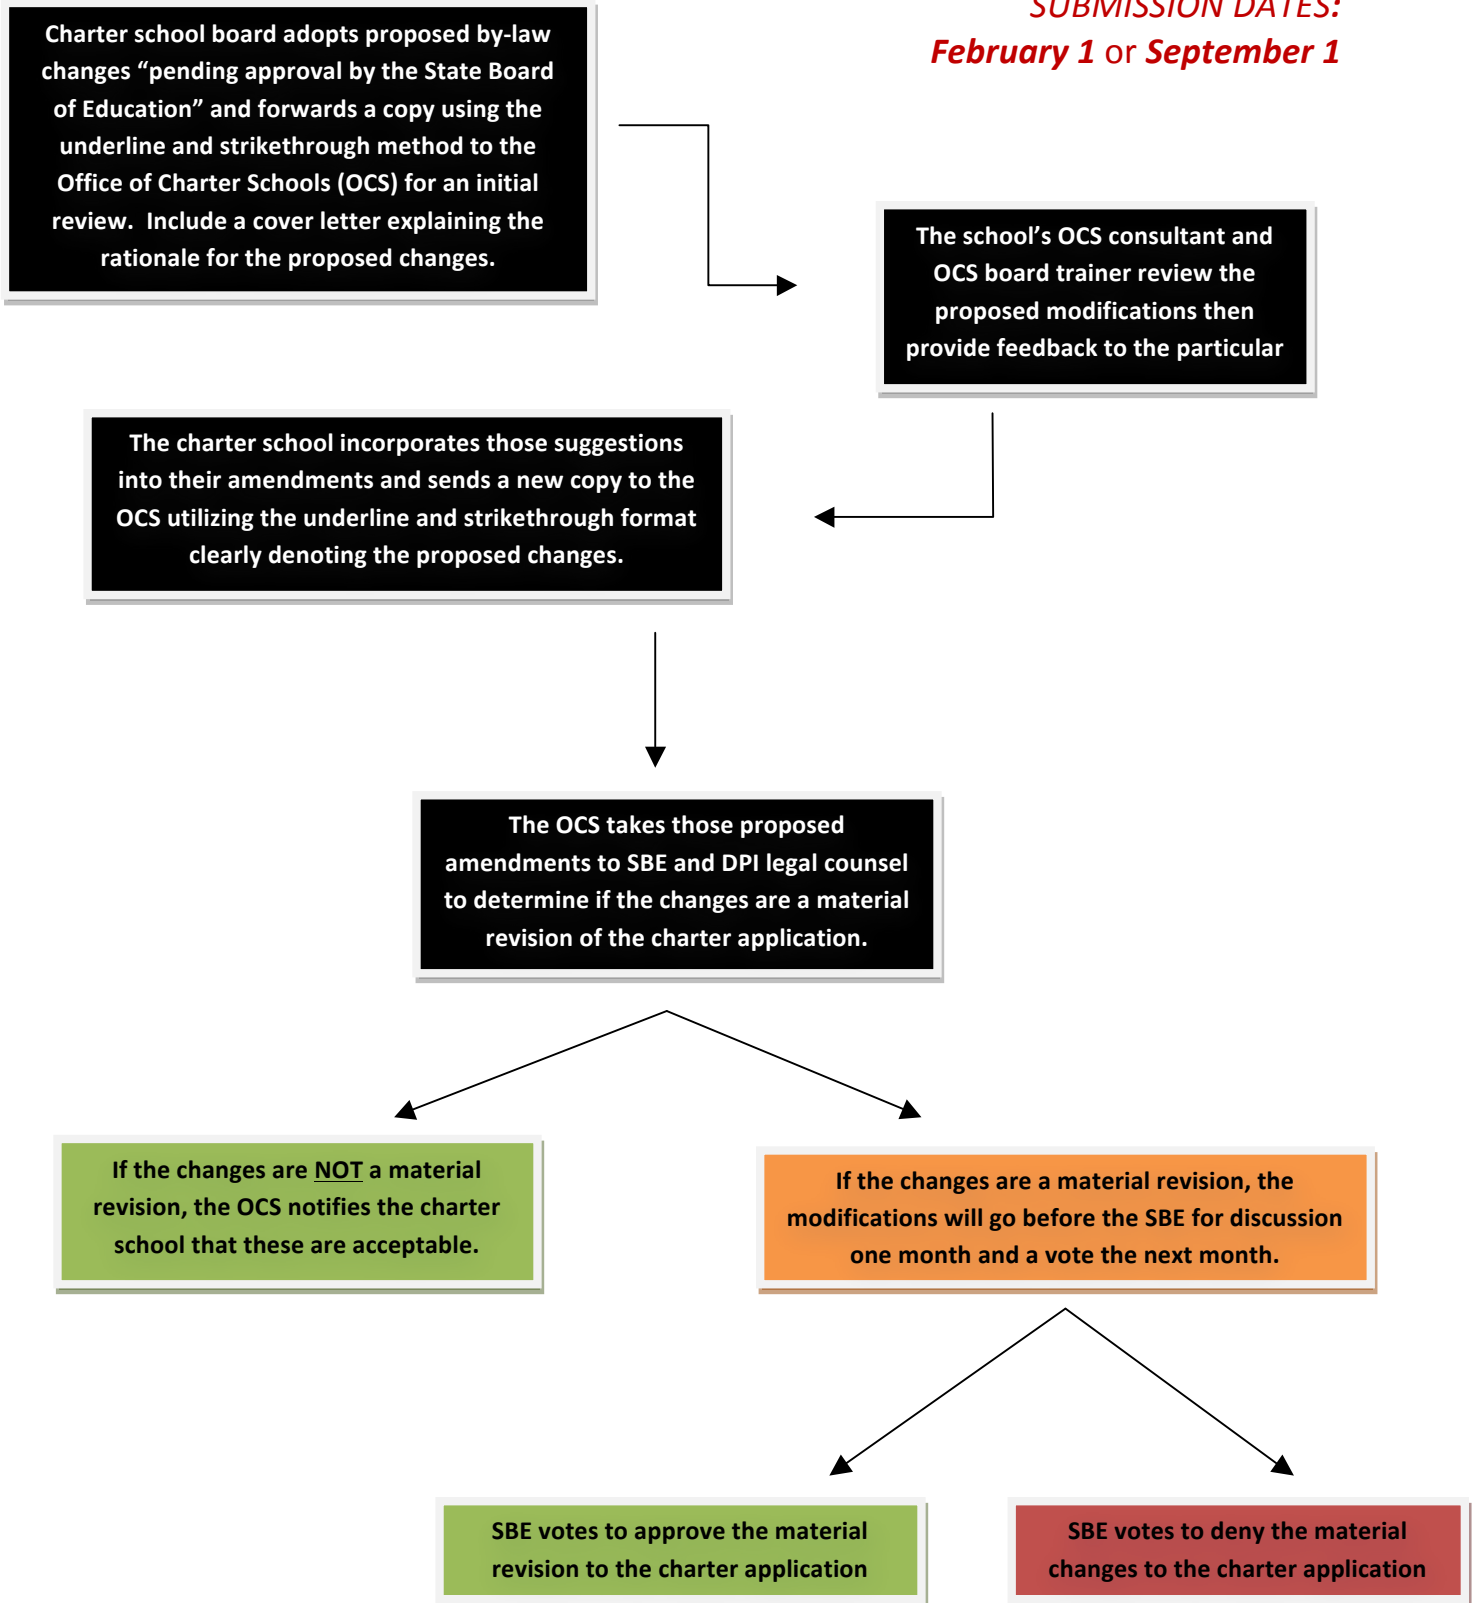 SUBMISSION DATES:
February 1 or September 1
Charter school board adopts proposed by-law
changes “pending approval by the State Board
of Education” and forwards a copy using the
underline and strikethrough method to the
Office of Charter Schools (OCS) for an initial
review.  Include a cover letter explaining the
rationale for the proposed changes.
The school’s OCS consultant and
OCS board trainer review the
proposed modifications then
provide feedback to the particular
The charter school incorporates those suggestions
into their amendments and sends a new copy to the
OCS utilizing the underline and strikethrough format
clearly denoting the proposed changes.
The OCS takes those proposed
amendments to SBE and DPI legal counsel
to determine if the changes are a material
revision of the charter application.
If the changes are NOT a material
revision, the OCS notifies the charter
school that these are acceptable.
If the changes are a material revision, the
modifications will go before the SBE for discussion
one month and a vote the next month.
SBE votes to approve the material
revision to the charter application
SBE votes to deny the material
changes to the charter application